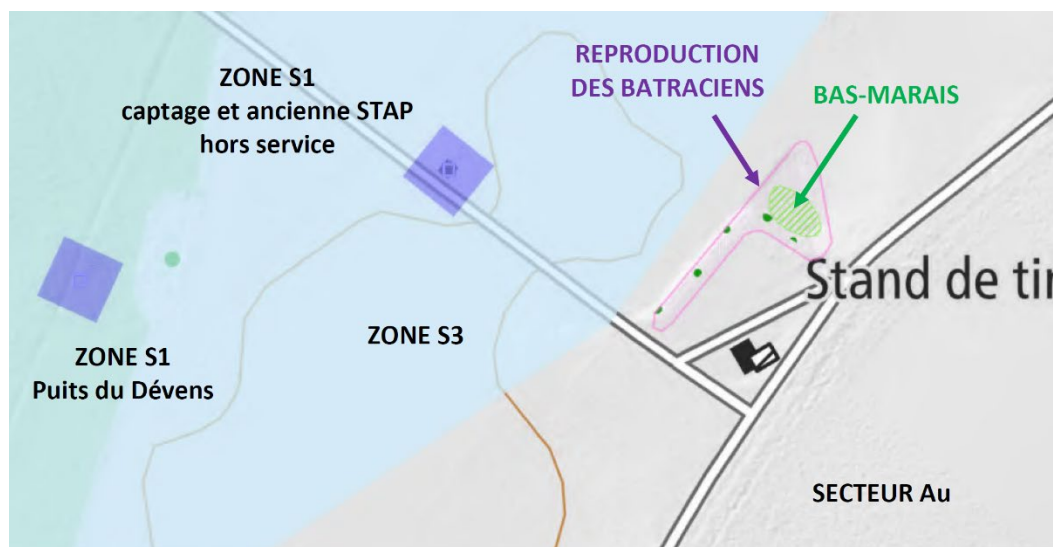 ZONE S1
captage et ancienne STAP
hors service
REPRODUCTION
DES BATRACIENS
BAS-MARAIS
Stand de tir
ZONE S3
ZONE S1
Puits du Dévens
SECTEUR Au